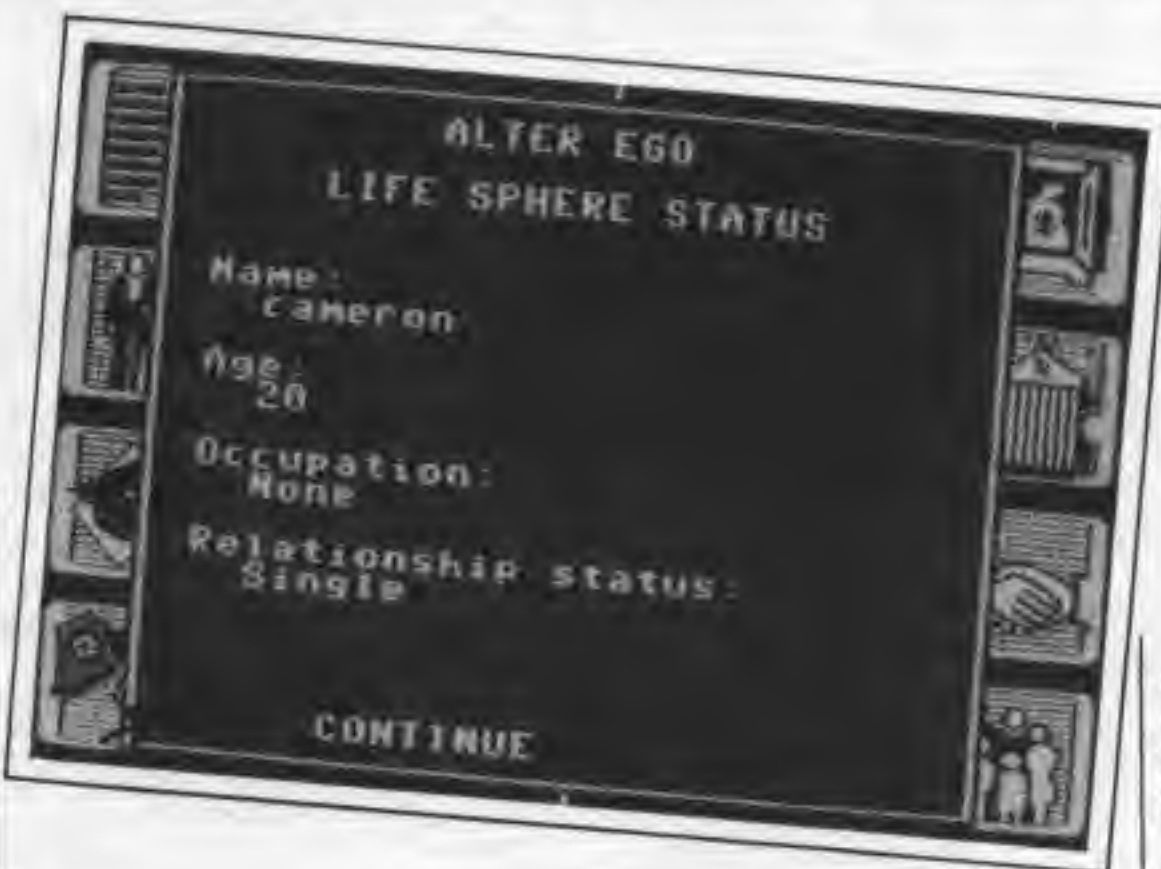 ALTER EGO
LIFE SPHERE STATUS
Name:
cameron
Age:
20
Occupation:
None
Relationship status:
Single
CONTINUE